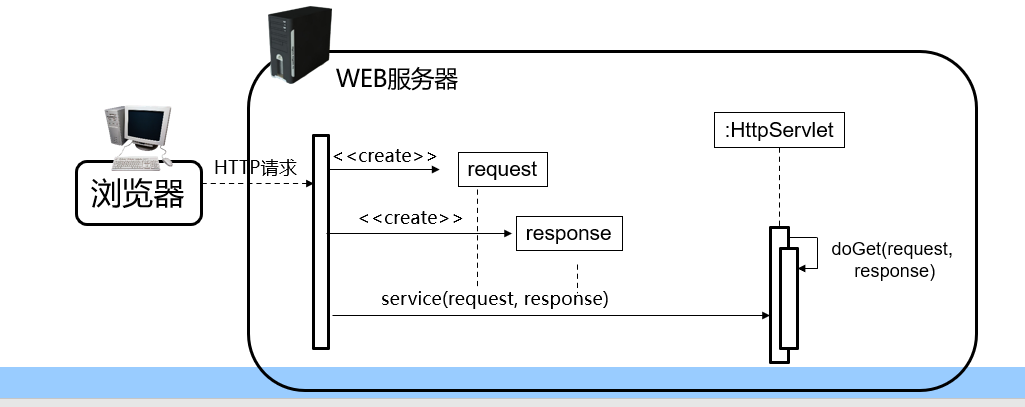 WEB服务器
:HttpServlet
<<create>>
HTTP请求
request
浏览器
<<create>>
response
doGet(request,
response)
service(request, response)